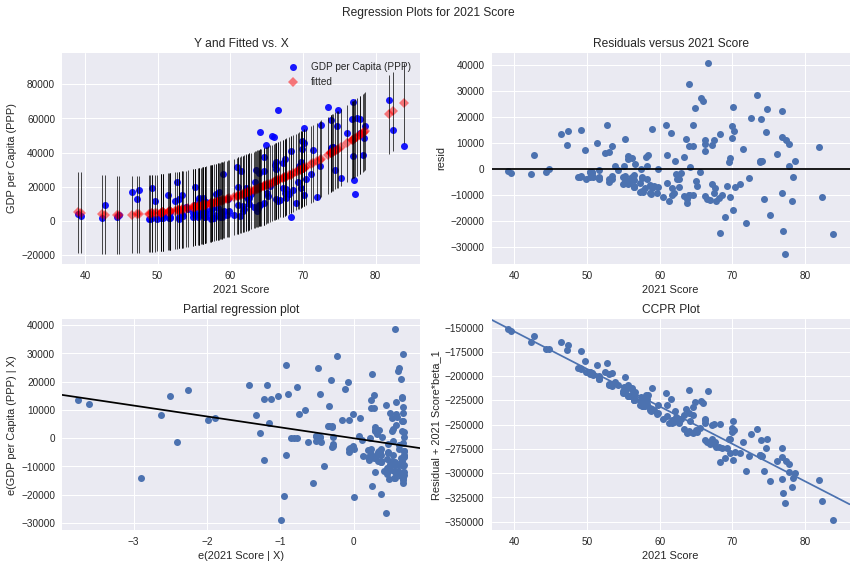 Regression Plots for 2021 Score
Y and Fitted vs. X
GDP per Capita (PPP)
fitted
80000
60000
40000
20000
0
−20000
GDP per Capita (PPP)
40 50 60 70 80
2021 Score
Residuals versus 2021 Score
40000
30000
20000
10000
0
−10000
−20000
−30000
resid
40 50 60 70 80
2021 Score
Partial regression plot
40000
30000
20000
10000
0
−10000
−20000
−30000
e(GDP per Capita (PPP) | X)
−3 −2 −1 0
e(2021 Score | X)
CCPR Plot
−150000
−175000
−200000
−225000
−250000
−275000
−300000
−325000
−350000
Residual + 2021 Score*beta_1
40 50 60 70 80
2021 Score